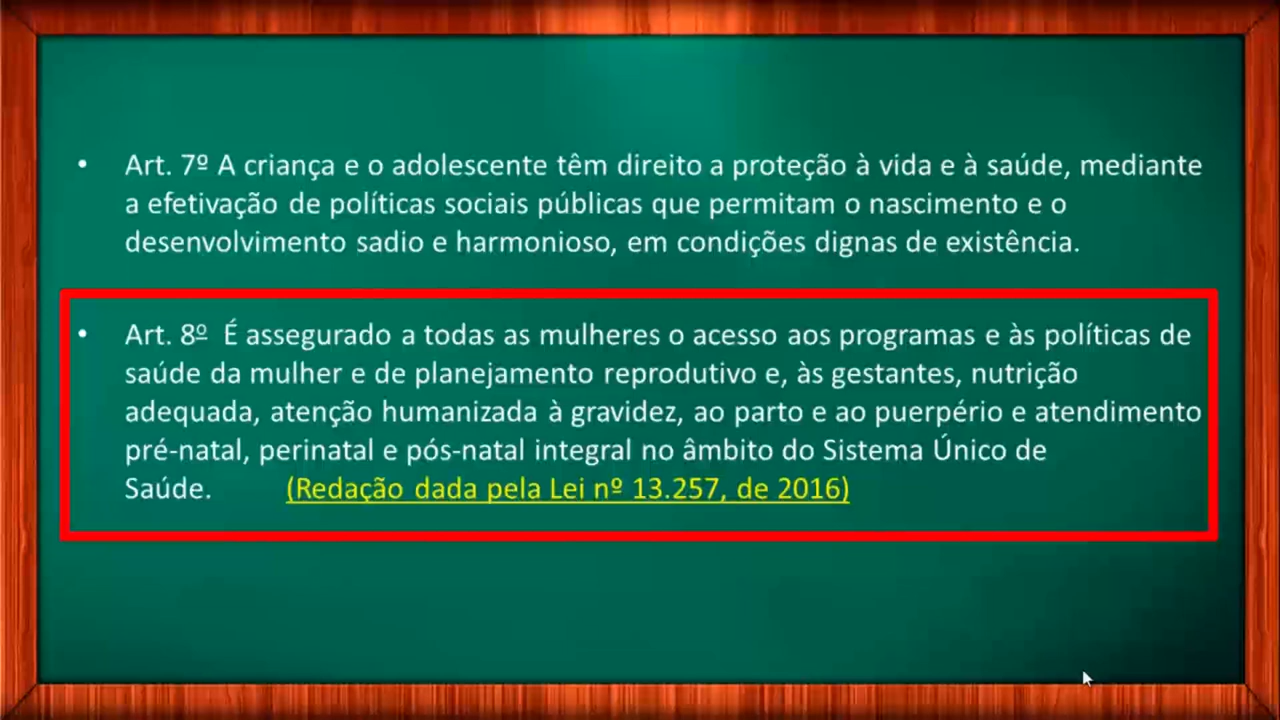 • Art. 7º A criança e o adolescente têm direito a proteção à vida e à saúde, mediante
a efetivação de políticas sociais públicas que permitam o nascimento e o
desenvolvimento sadio e harmonioso, em condições dignas de existência.
• Art. 8º É assegurado a todas as mulheres o acesso aos programas e às políticas de
saúde da mulher e de planejamento reprodutivo e, às gestantes, nutrição
adequada, atenção humanizada à gravidez, ao parto e ao puerpério e atendimento
pré-natal, perinatal e pós-natal integral no âmbito do Sistema Único de
Saúde. (Redação dada pela Lei nº 13.257, de 2016)